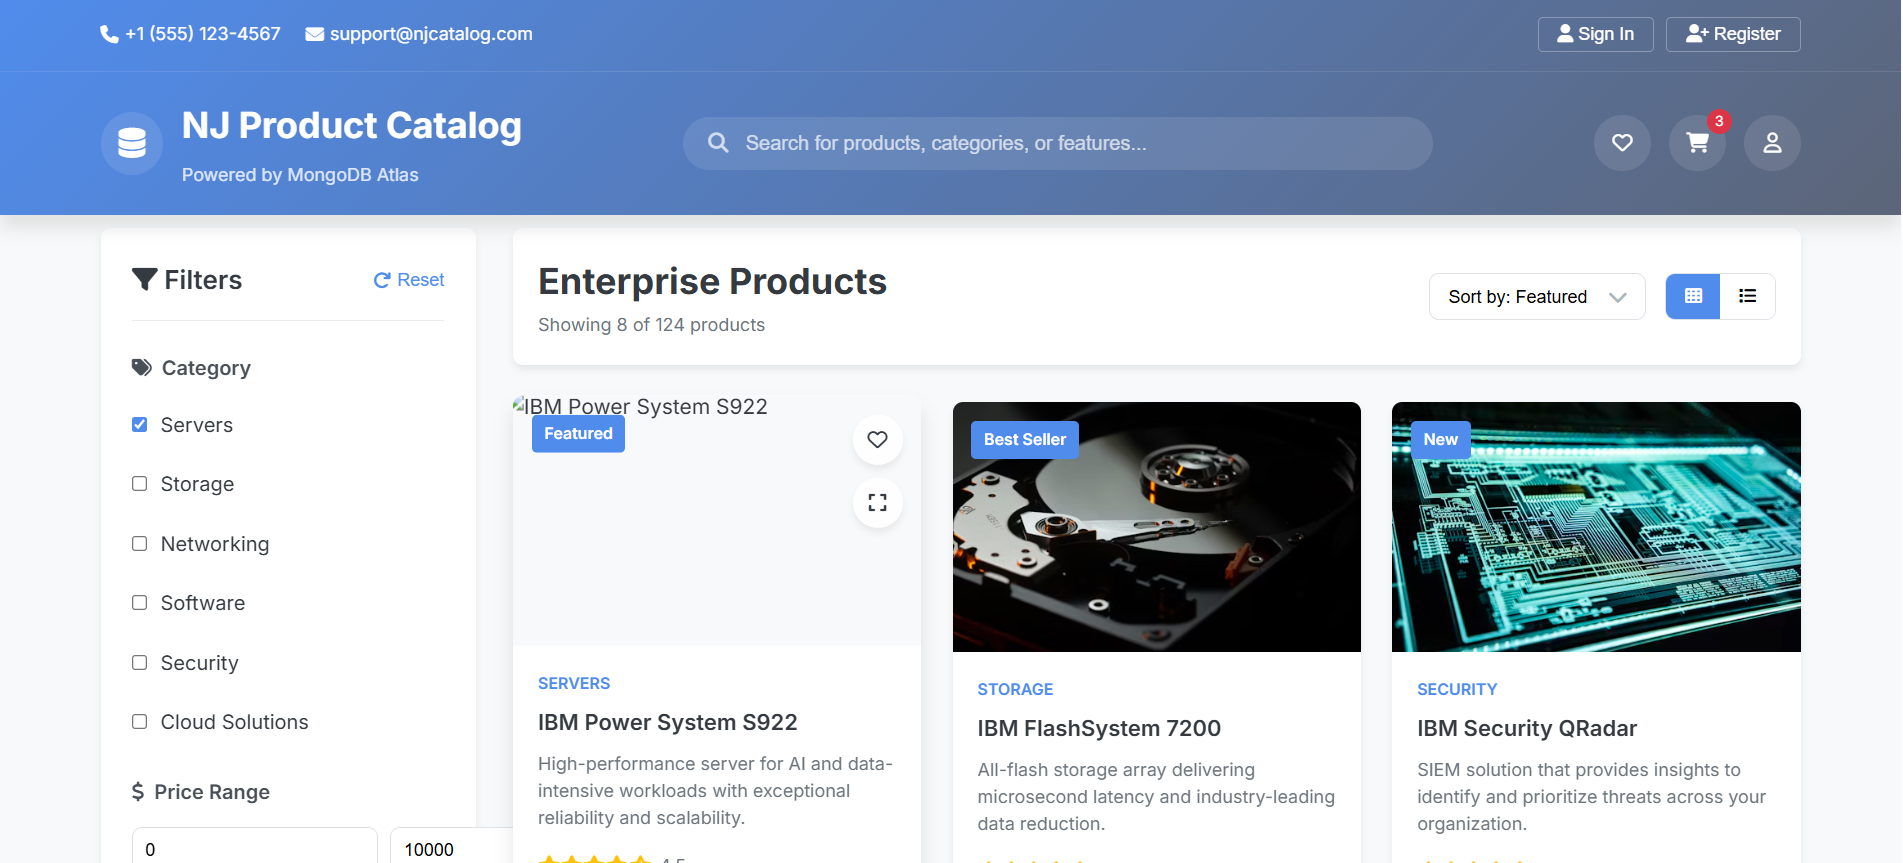 +1 (555) 123-4567
support@njcatalog.com
Sign In
Register
NJ Product Catalog
Powered by MongoDB Atlas
Search for products, categories, or features...
3
Filters
Reset
Category
Servers
Storage
Networking
Software
Security
Cloud Solutions
$ Price Range
0
10000
Enterprise Products
Showing 8 of 124 products
Sort by: Featured
IBM Power System S922
Featured
SERVERS
IBM Power System S922
High-performance server for AI and data-
intensive workloads with exceptional
reliability and scalability.
4.5
Best Seller
STORAGE
IBM FlashSystem 7200
All-flash storage array delivering
microsecond latency and industry-leading
data reduction.
New
SECURITY
IBM Security QRadar
SIEM solution that provides insights to
identify and prioritize threats across your
organization.